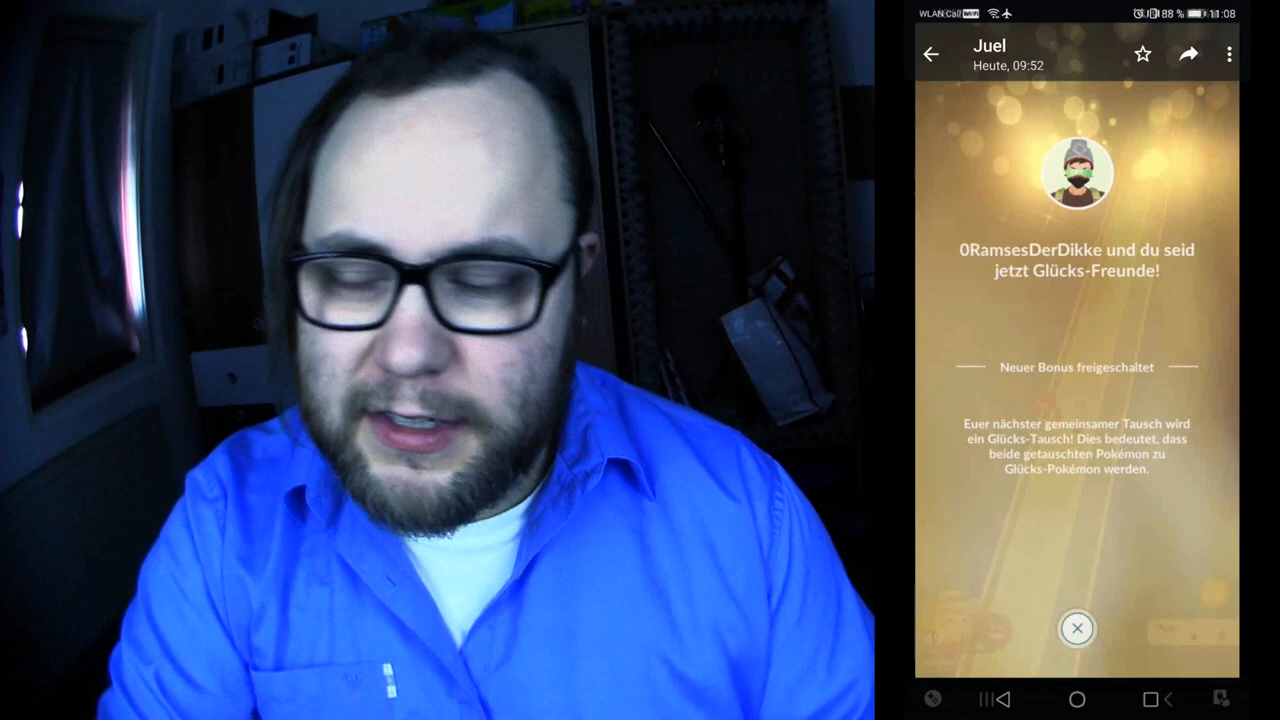 WLAN Call
88 %
11:08
Juel
Heute, 09:52
0RamsesDerDikke und du seid
jetzt Glücks-Freunde!
Neuer Bonus freigeschaltet
Euer nächster gemeinsamer Tausch wird
ein Glücks-Tausch! Dies bedeutet, dass
beide getauschten Pokémon zu
Glücks-Pokémon werden.